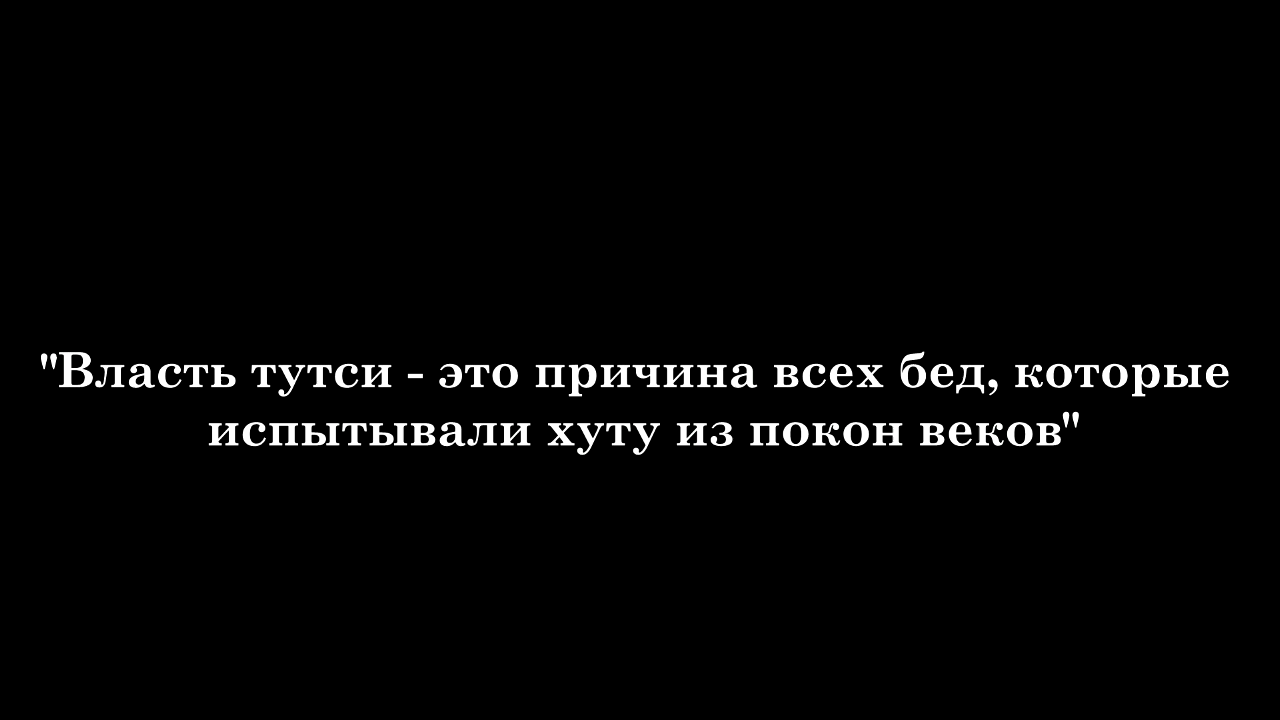 "Власть тутси - это причина всех бед, которые
испытывали хуту из покон веков"